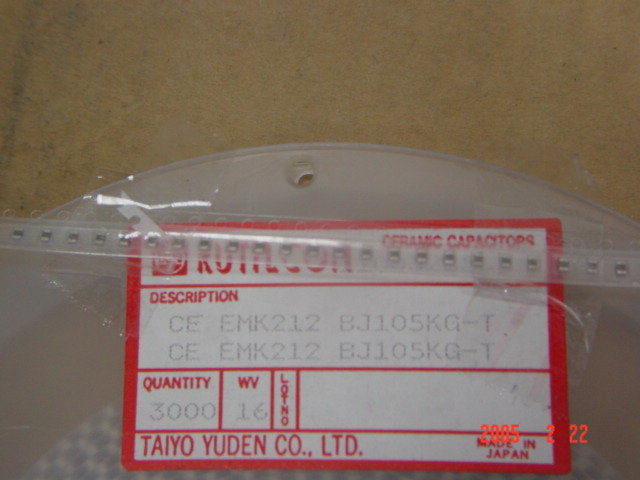 RUTILCON
CERAMIC CAPACITORS
DESCRIPTION
CE EMK212 BJ105KG-T
CE EMK212 BJ105KG-T
QUANTITY WV LOT NO
3000 16
TAIYO YUDEN CO., LTD.
MADE IN
JAPAN
2005 2 22